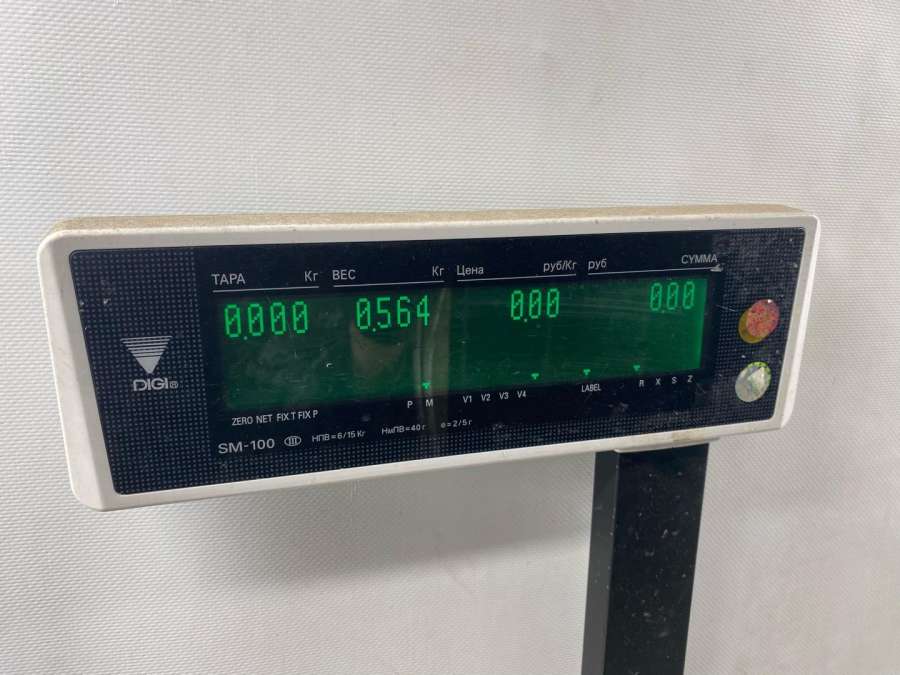 ТАРА Кг ВЕС Кг Цена руб/Кг руб СУММА
0.000 0.564 0.00 0.00
DIGI®
P M V1 V2 V3 V4 LABEL R X S Z
ZERO NET FIX T FIX P
SM-100 III НПВ=6/15 Кг НмПВ=40 г e=2/5 г